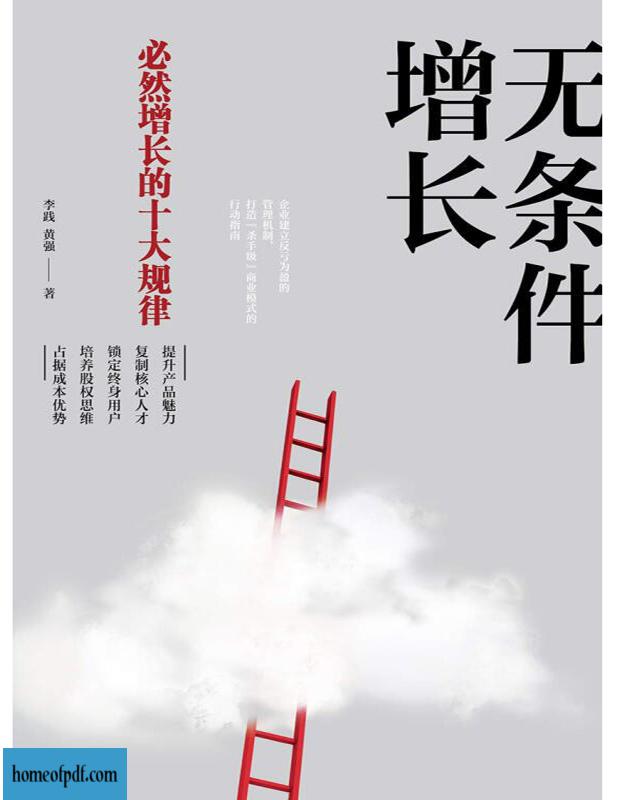 无条件
增长
企业建立反亏为盈的
管理机制，
打造“杀手级”商业模式的
行动指南
必然增长的十大规律
提升产品魅力
复制核心人才
锁定终身用户
培养股权思维
占据成本优势
李践 黄强——著
homeofpdf.com